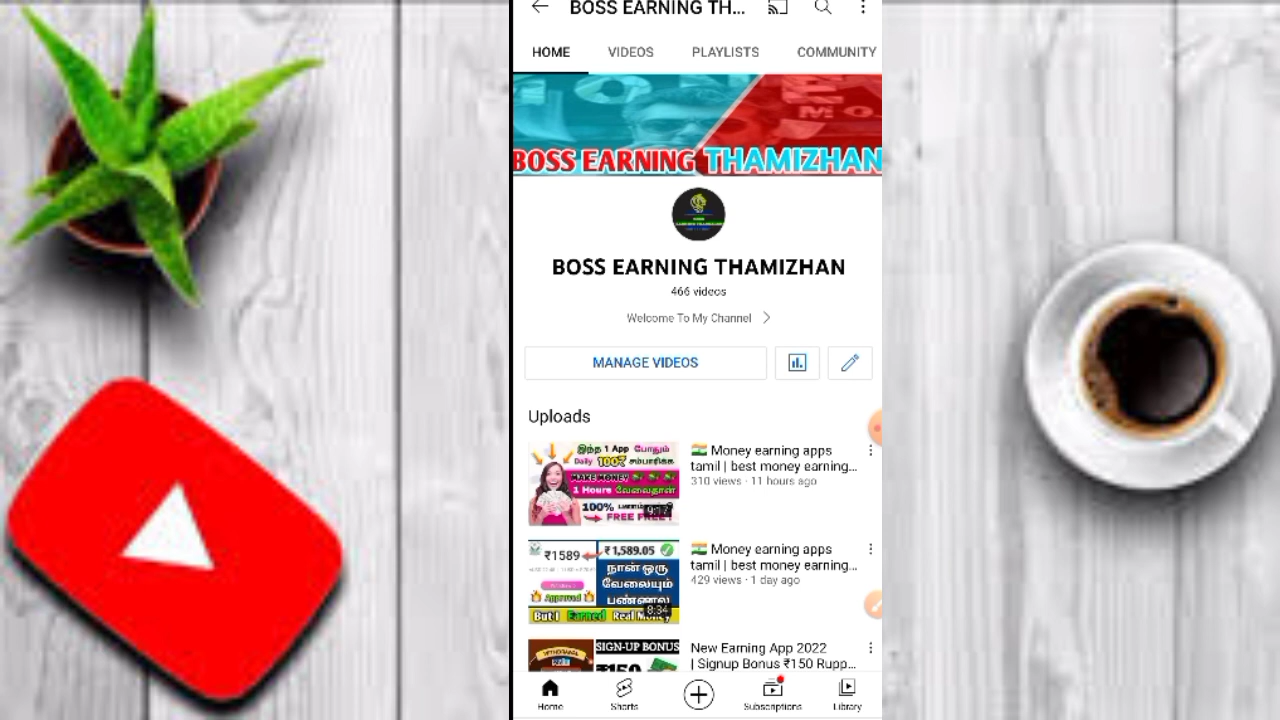 BOSS EARNING TH...
HOME VIDEOS PLAYLISTS COMMUNITY
BOSS EARNING THAMIZHAN
BOSS EARNING THAMIZHAN
466 videos
Welcome To My Channel
MANAGE VIDEOS
Uploads
இந்த 1 App போதும்
Daily 100₹ சம்பாரிக்க
MAKE MONEY
1 Hours வேலைதான்
100%
FREE FREE !
9:17
Money earning apps
tamil | best money earning...
310 views · 11 hours ago
₹1589
₹ 1,589.05
நான் ஒரு
வேலையும்
பண்ணல
Approved
But I Earned Real Money
8:34
Money earning apps
tamil | best money earning...
429 views · 1 day ago
SIGN-UP BONUS
₹150
New Earning App 2022
| Signup Bonus ₹150 Rupp...
Home Shorts Subscriptions Library